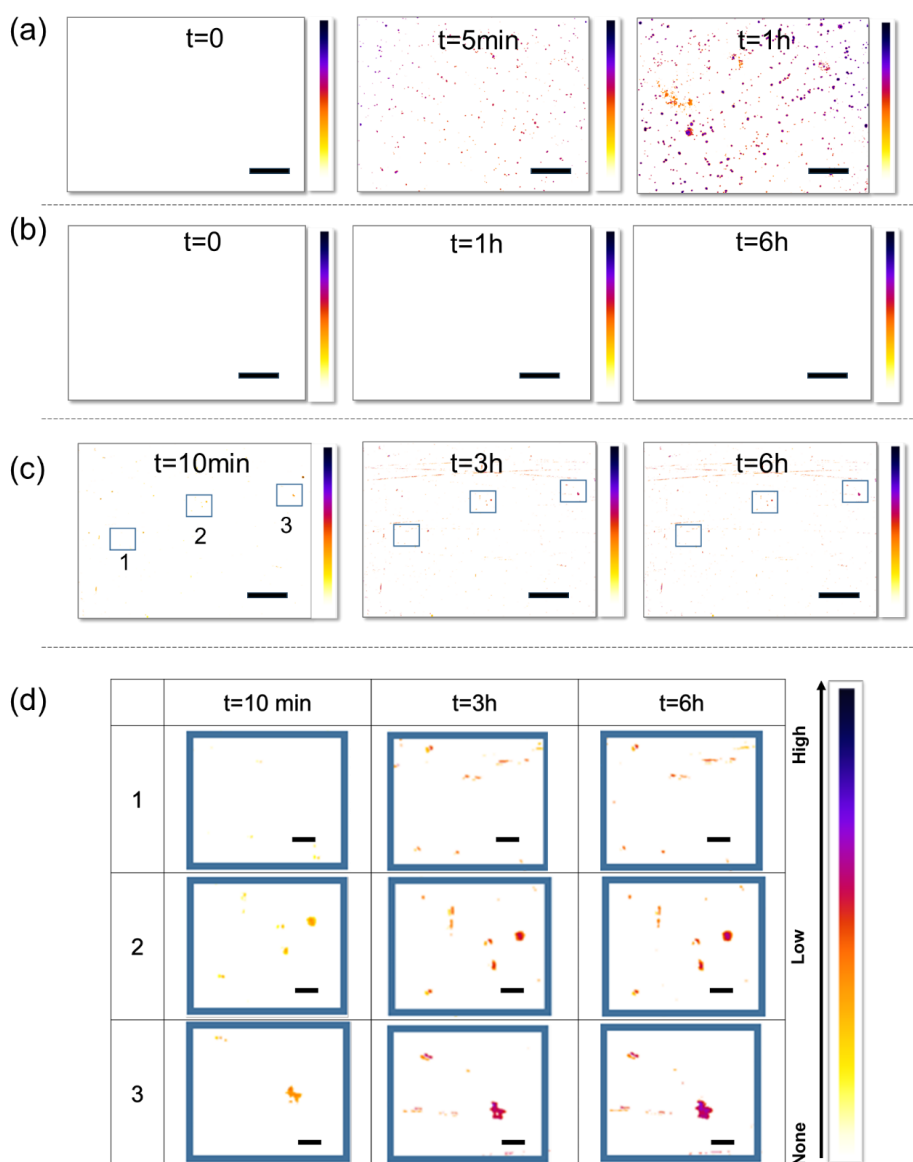 (a)
t=0
t=5min
t=1h
(b)
t=0
t=1h
t=6h
(c)
t=10min
t=3h
t=6h
1
2
3
(d)
t=10 min
t=3h
t=6h
1
2
3
High
Low
None